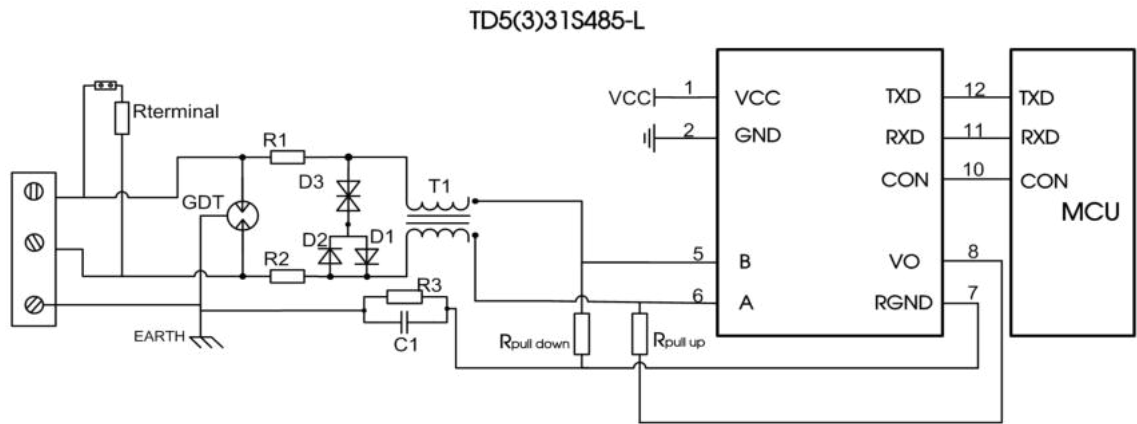 TD5(3)31S485-L
Rterminal
R1
D3
GDT
T1
D2 D1
R2
R3
C1
EARTH
Rpull down
Rpull up
VCC 1 VCC
2 GND
5 B
6 A
TXD 12 TXD
RXD 11 RXD
CON 10 CON
MCU
VO 8
RGND 7